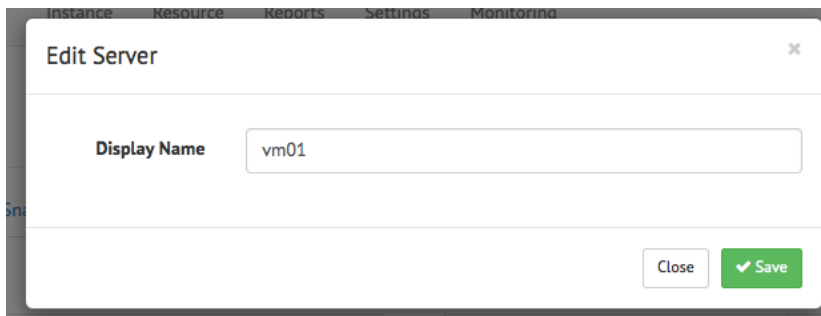 Instance Resource Reports Settings Monitoring
Edit Server
×
Display Name vm01
Sna
Close ✔ Save